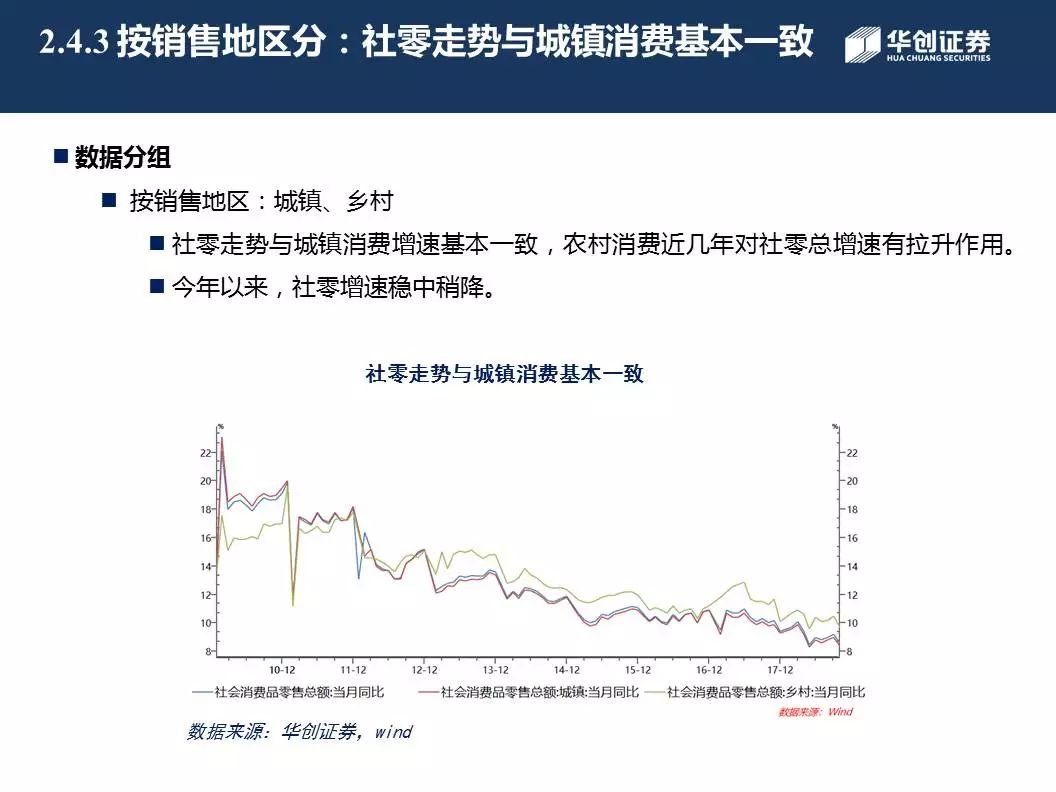 2.4.3 按销售地区分：社零走势与城镇消费基本一致
华创证券
HUA CHUANG SECURITIES
数据分组
按销售地区：城镇、乡村
社零走势与城镇消费增速基本一致，农村消费近几年对社零总增速有拉升作用。
今年以来，社零增速稳中稍降。
社零走势与城镇消费基本一致
% %
22 22
20 20
18 18
16 16
14 14
12 12
10 10
8 8
10-12 11-12 12-12 13-12 14-12 15-12 16-12 17-12
社会消费品零售总额:当月同比 社会消费品零售总额:城镇:当月同比 社会消费品零售总额:乡村:当月同比
数据来源：Wind
数据来源：华创证券，wind